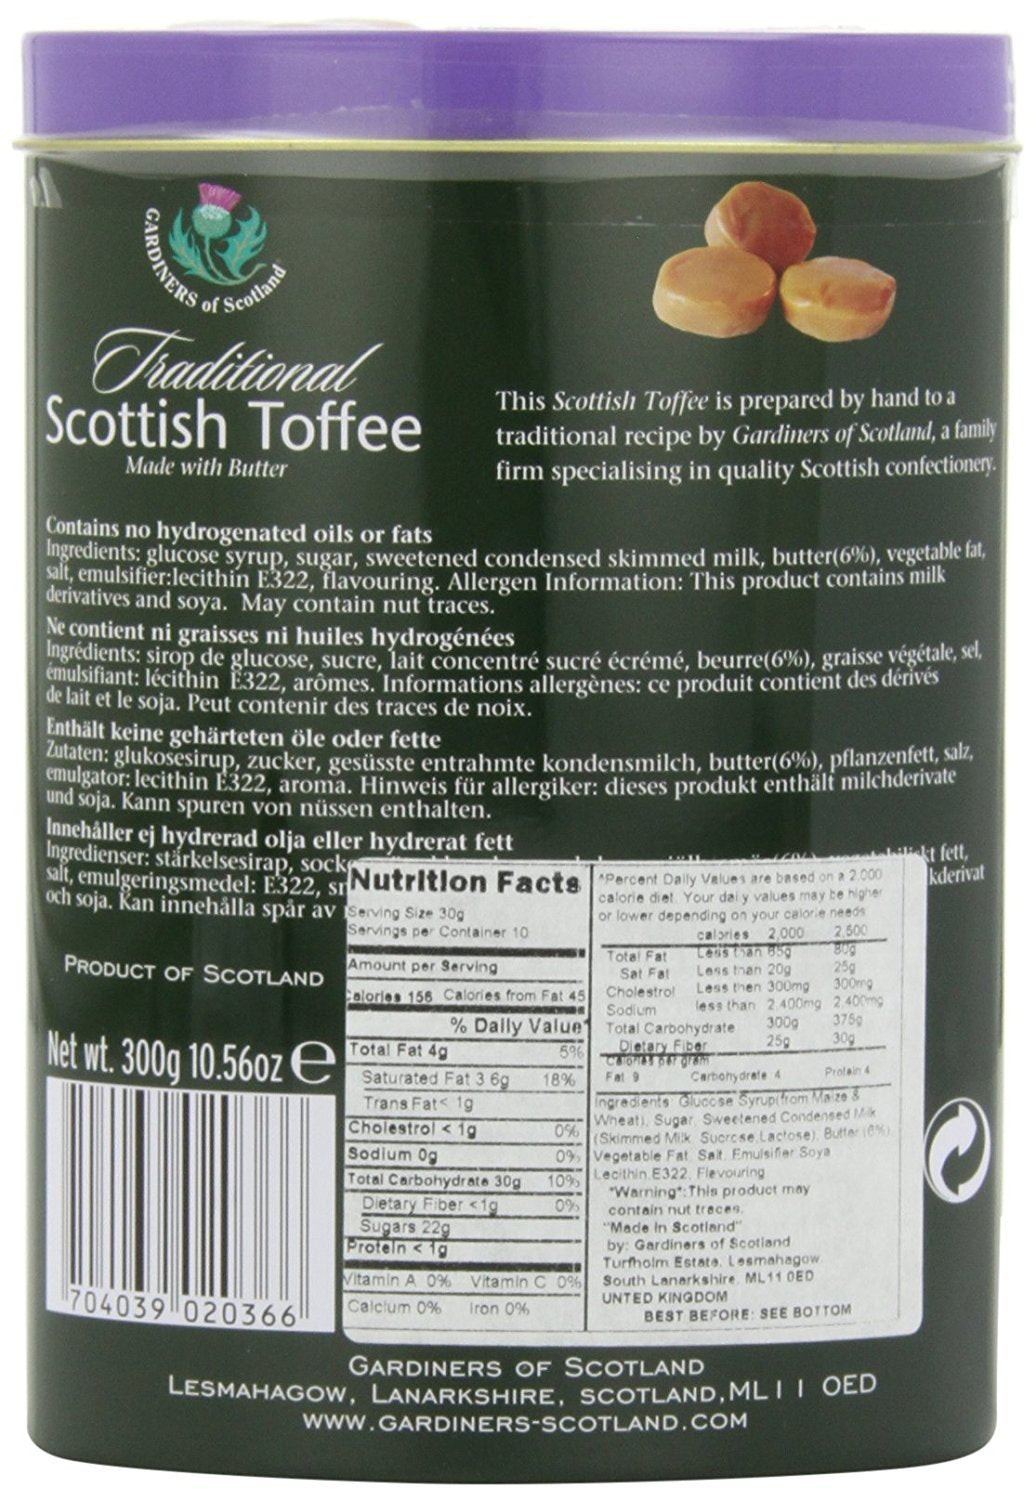 GARDINERS of Scotland
Traditional
Scottish Toffee
Made with Butter
This Scottish Toffee is prepared by hand to a
traditional recipe by Gardiners of Scotland, a family
firm specialising in quality Scottish confectionery.
Contains no hydrogenated oils or fats
Ingredients: glucose syrup, sugar, sweetened condensed skimmed milk, butter(6%), vegetable fat,
salt, emulsifier:lecithin E322, flavouring. Allergen Information: This product contains milk
derivatives and soya. May contain nut traces.
Ne contient ni graisses ni huiles hydrogénées
Ingrédients: sirop de glucose, sucre, lait concentré sucré écrémé, beurre(6%), graisse végétale, sel,
émulsifiant: lécithin E322, arômes. Informations allergènes: ce produit contient des dérivés
de lait et le soja. Peut contenir des traces de noix.
Enthält keine gehärteten öle oder fette
Zutaten: glukosesirup, zucker, gesüsste entrahmte kondensmilch, butter(6%), pflanzenfett, salz,
emulgator: lecithin E322, aroma. Hinweis für allergiker: dieses produkt enthält milchderivate
und soja. Kann spuren von nüssen enthalten.
Innehåller ej hydrerad olja eller hydrerat fett
Ingredienser: stärkelsesirap, fett,
salt, emulgeringsmedel: E322, kderivat
och soja. Kan innehålla spår av
PRODUCT OF SCOTLAND
Net wt. 300g 10.56oz e
704039 020366
Nutrition Facts
Serving Size 30g
Servings per Container 10
Amount per Serving
Calories 156 Calories from Fat 45
% Daily Value*
Total Fat 4g 5%
Saturated Fat 3 6g 18%
Trans Fat< 1g
Cholestrol < 1g 0%
Sodium 0g 0%
Total Carbohydrate 30g 10%
Dietary Fiber <1g 0%
Sugars 22g
Protein < 1g
Vitamin A 0% Vitamin C 0%
Calcium 0% Iron 0%
*Percent Daily Values are based on a 2.000
calorie diet. Your daily values may be higher
or lower depending on your calorie needs
calories 2,000 2,500
Total Fat Less than 65g 80g
Sat Fat Less than 20g 25g
Cholestrol Less then 300mg 300mg
Sodium less than 2.400mg 2,400mg
Total Carbohydrate 300g 375g
Dietary Fiber 25g 30g
Calories per gram
Fat 9 Carbohydrate 4 Protein 4
Ingredients Glucose Syrup(from Maize &
Wheat), Sugar, Sweetened Condensed Milk
(Skimmed Milk Sucrose,Lactose), Butter (6%),
Vegetable Fat, Salt, Emulsifier Soya
Lecithin E322, Flavouring
*Warning*:This product may
contain nut traces.
"Made In Scotland"
by: Gardiners of Scotland
Turfholm Estate, Lesmahagow
South Lanarkshire, ML11 0ED
UNTED KINGDOM
BEST BEFORE: SEE BOTTOM
GARDINERS OF SCOTLAND
LESMAHAGOW, LANARKSHIRE, SCOTLAND, ML11 OED
WWW.GARDINERS-SCOTLAND.COM